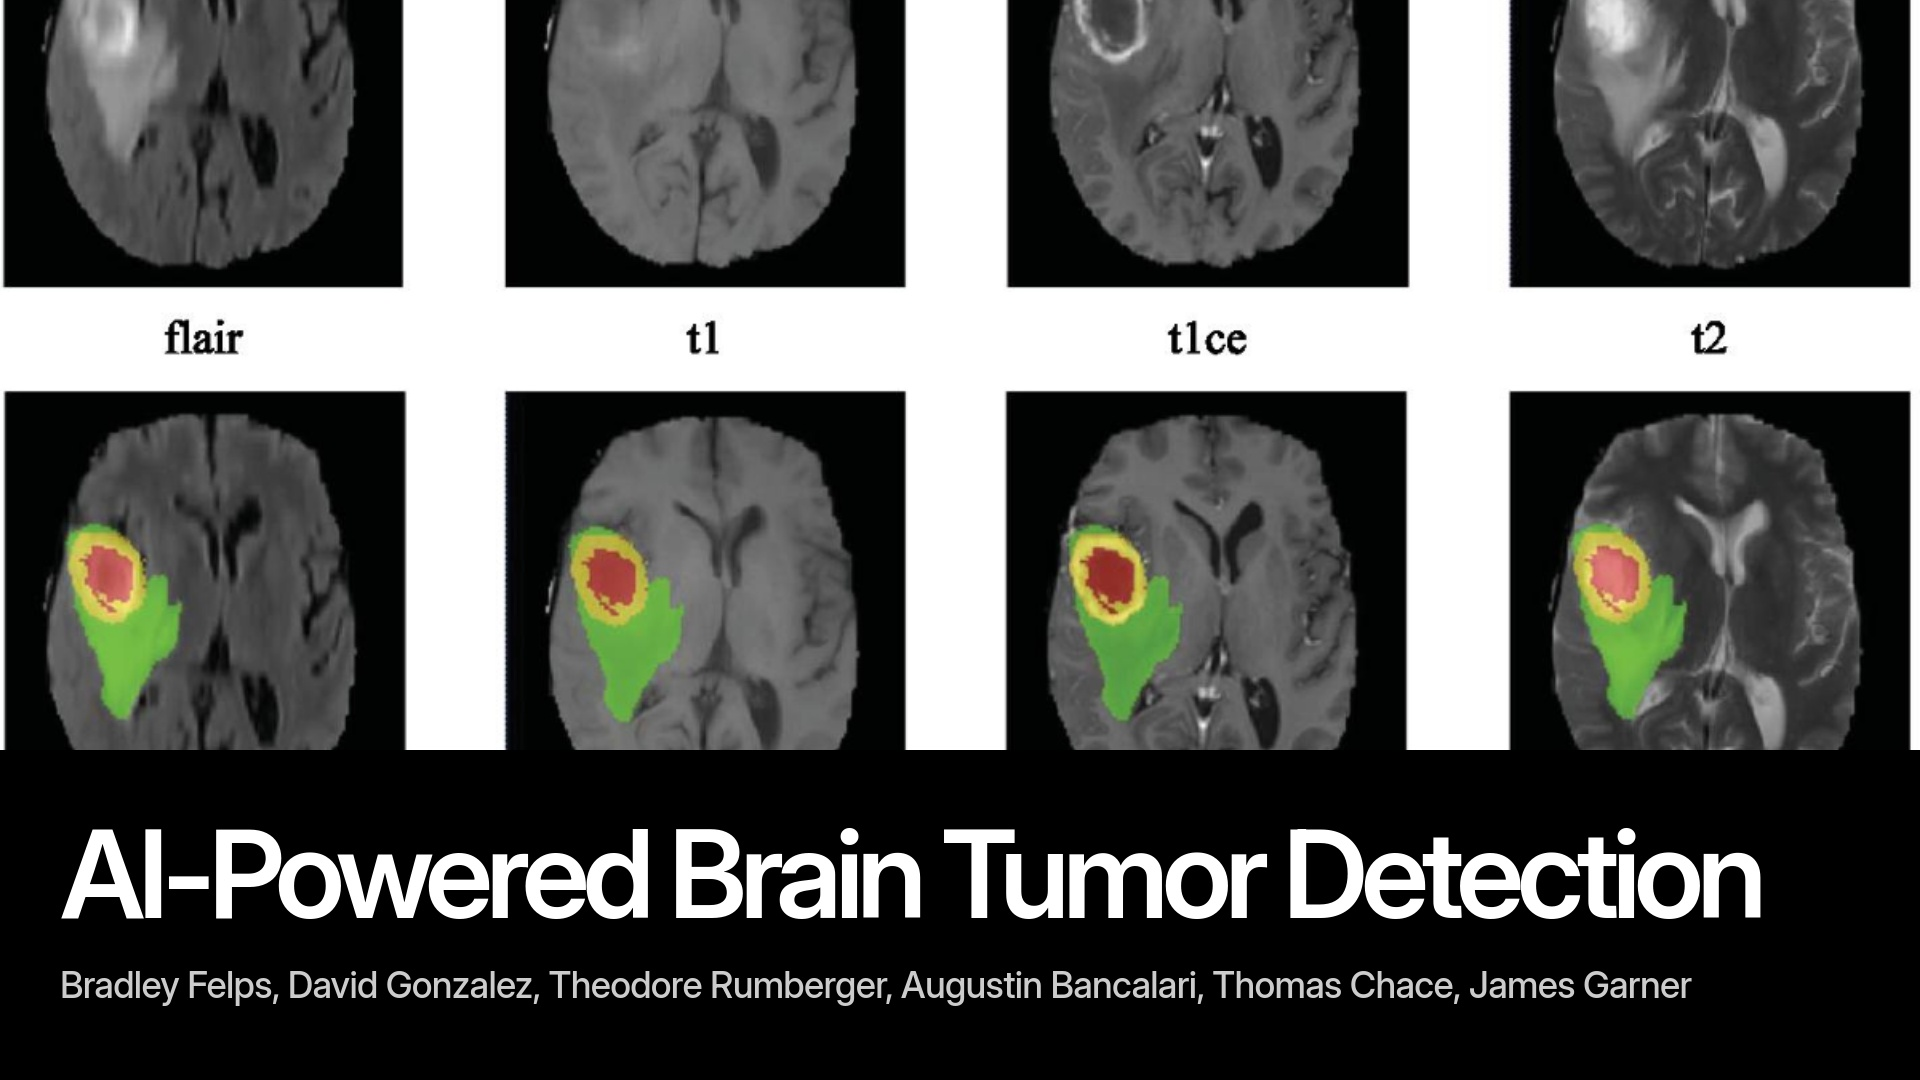 flair t1 t1ce t2
AI-Powered Brain Tumor Detection
Bradley Felps, David Gonzalez, Theodore Rumberger, Augustin Bancalari, Thomas Chace, James Garner